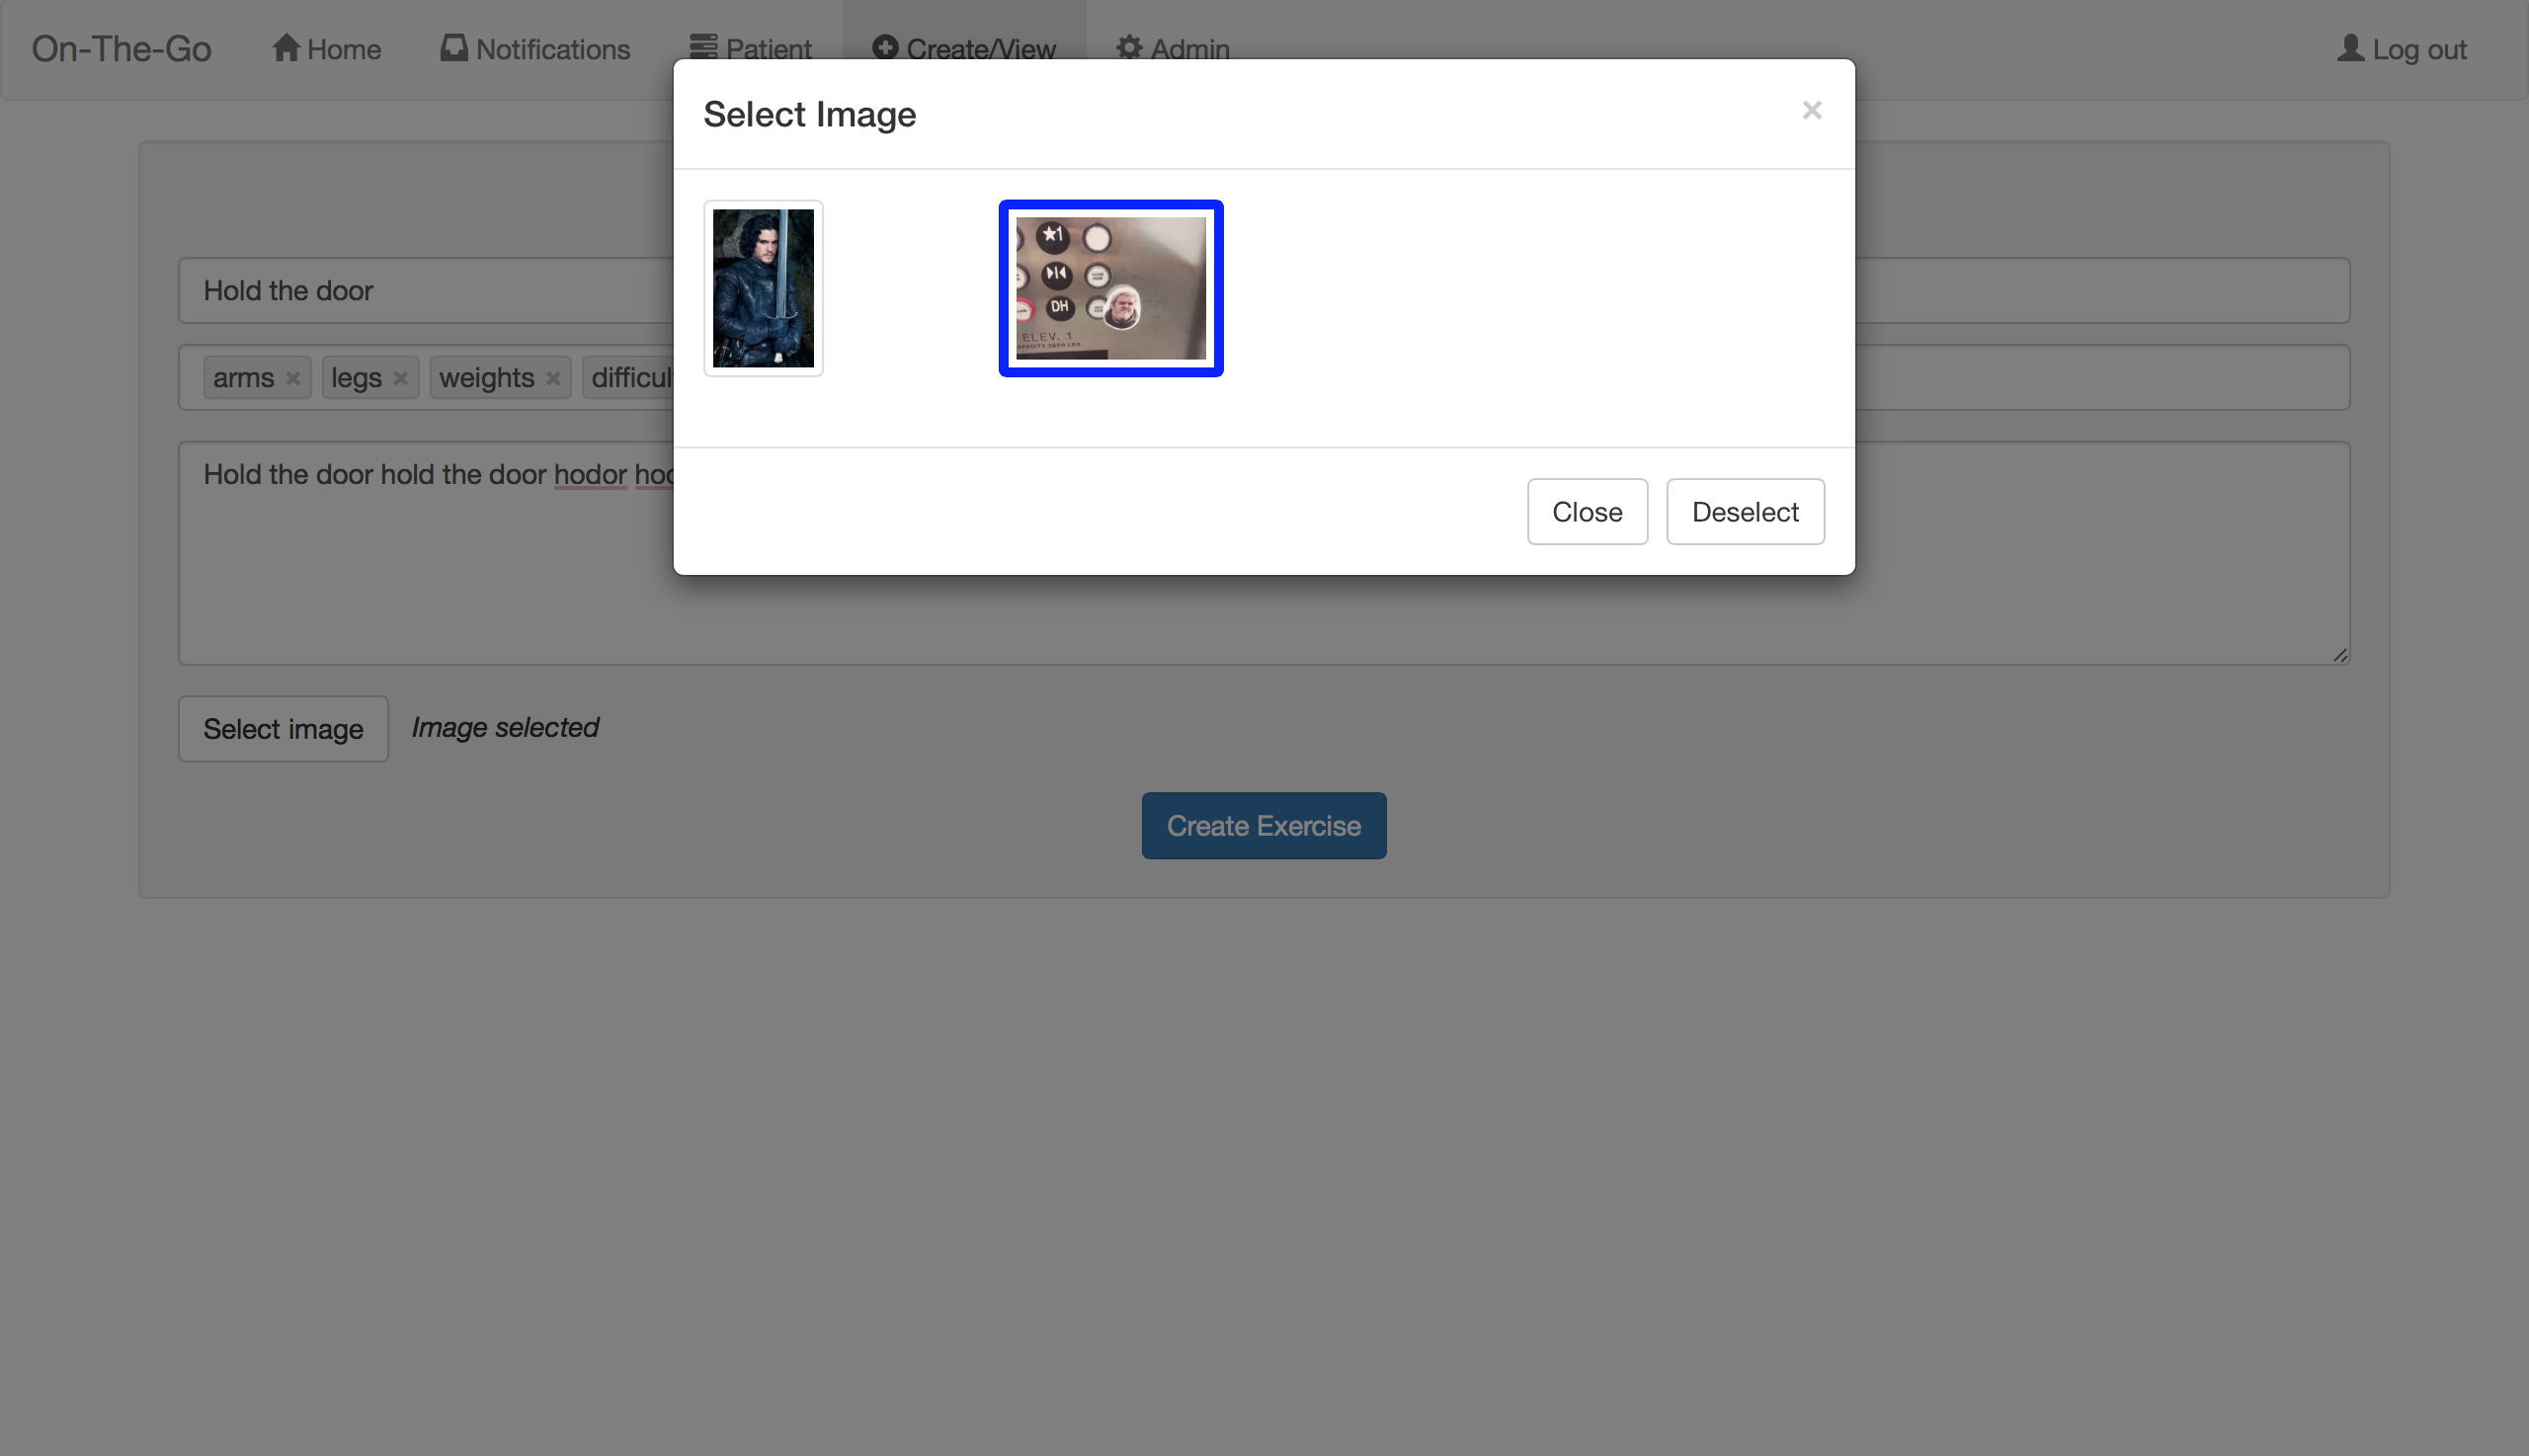 On-The-Go Home Notifications Patient Create/View Admin Log out
Select Image ×
★1
DH
ELEV. 1
Hold the door
arms × legs × weights ×
Hold the door hold the door hodor
Close Deselect
Select image Image selected
Create Exercise